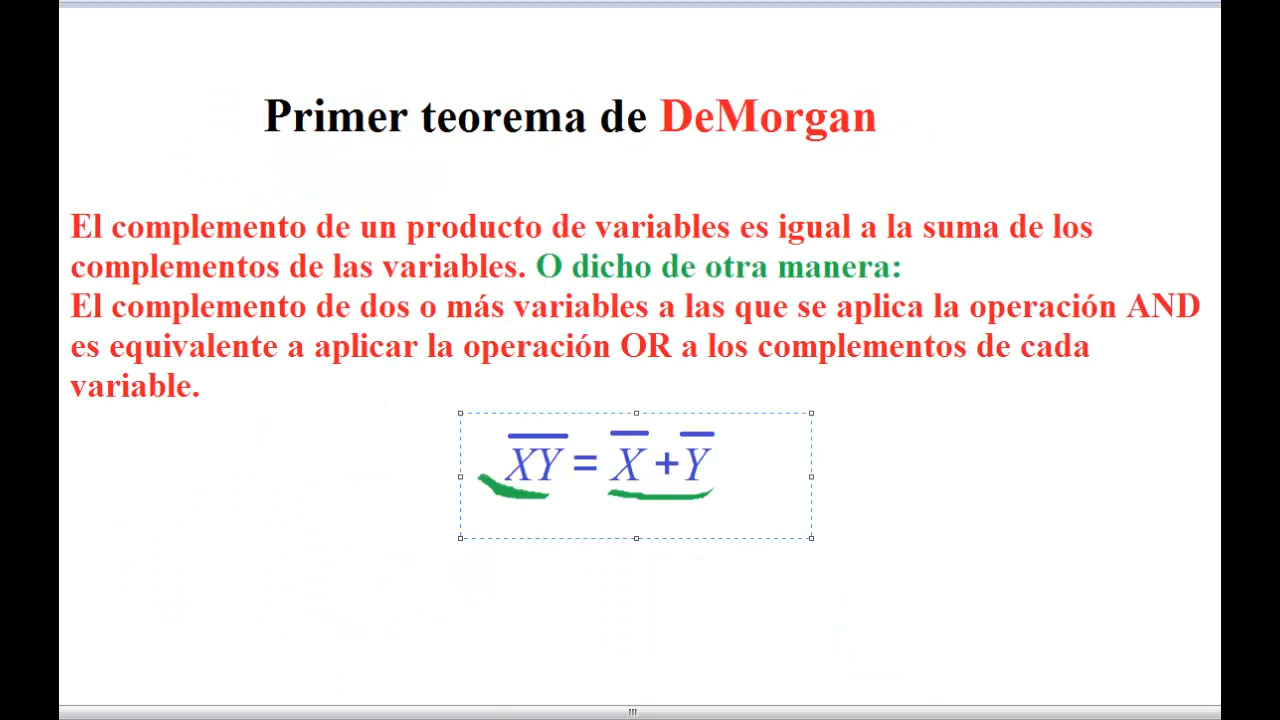 Primer teorema de DeMorgan
El complemento de un producto de variables es igual a la suma de los
complementos de las variables. O dicho de otra manera:
El complemento de dos o más variables a las que se aplica la operación AND
es equivalente a aplicar la operación OR a los complementos de cada
variable.
X̅Y̅ = X̅ + Y̅